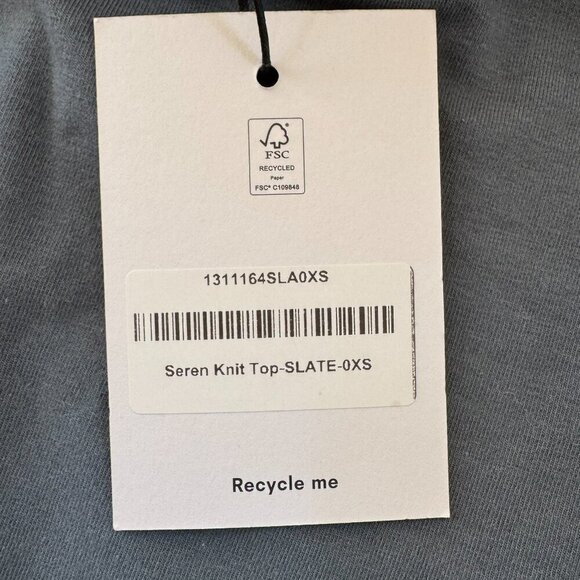 FSC
RECYCLED
Paper
FSC® C109848
1311164SLA0XS
Seren Knit Top-SLATE-0XS
Recycle me